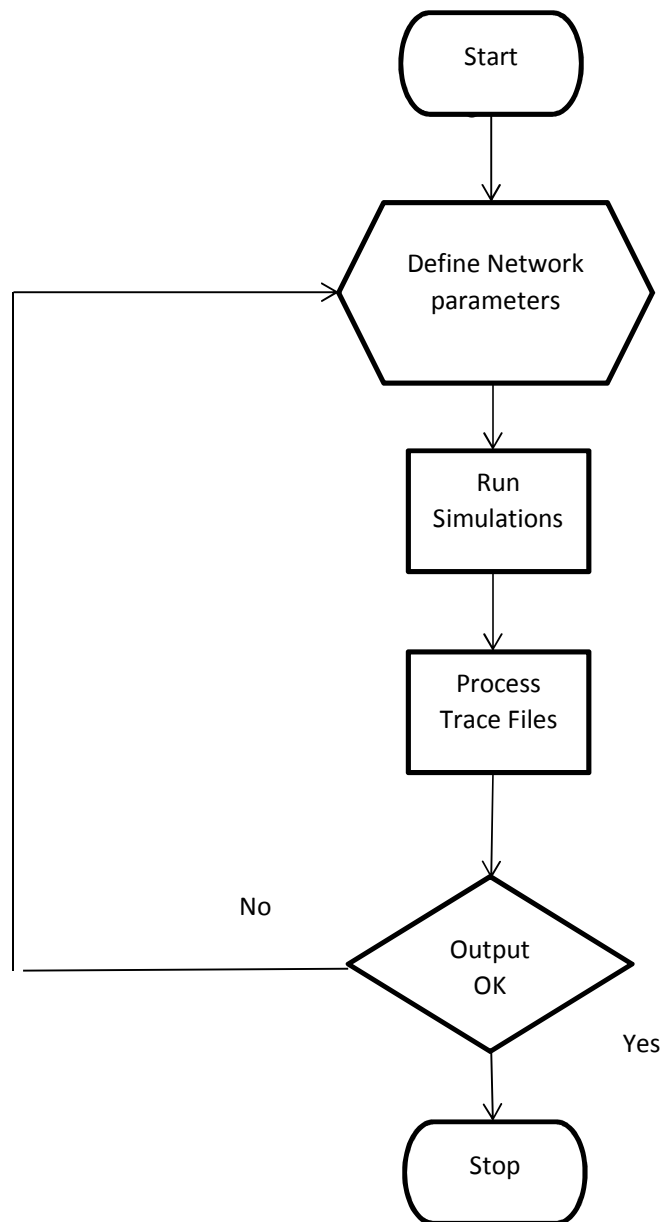 Start
Define Network
parameters
Run
Simulations
Process
Trace Files
No
Output
OK
Yes
Stop